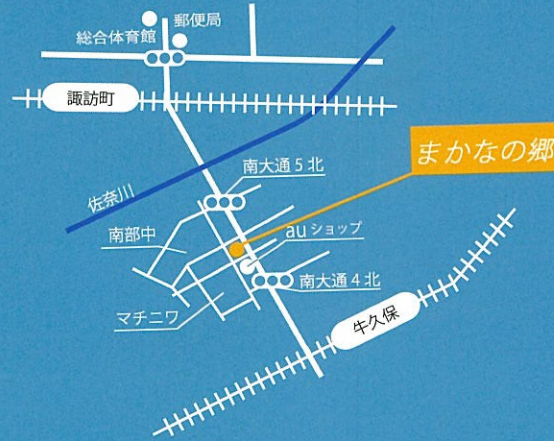 郵便局
総合体育館
諏訪町
まかなの郷
南大通5北
佐奈川
南部中
auショップ
南大通4北
マチニワ
牛久保